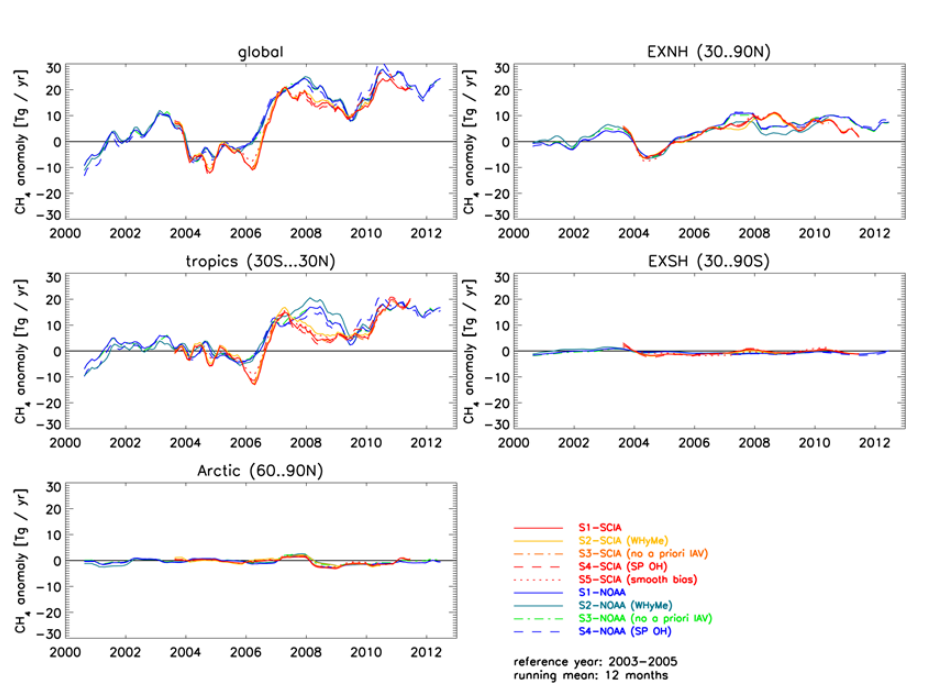 global
CH4 anomaly [Tg / yr]
30
20
10
0
−10
−20
−30
2000 2002 2004 2006 2008 2010 2012
EXNH (30..90N)
CH4 anomaly [Tg / yr]
30
20
10
0
−10
−20
−30
2000 2002 2004 2006 2008 2010 2012
tropics (30S...30N)
CH4 anomaly [Tg / yr]
30
20
10
0
−10
−20
−30
2000 2002 2004 2006 2008 2010 2012
EXSH (30..90S)
CH4 anomaly [Tg / yr]
30
20
10
0
−10
−20
−30
2000 2002 2004 2006 2008 2010 2012
Arctic (60..90N)
CH4 anomaly [Tg / yr]
30
20
10
0
−10
−20
−30
2000 2002 2004 2006 2008 2010 2012
S1−SCIA
S2−SCIA (WHyMe)
S3−SCIA (no a priori IAV)
S4−SCIA (SP OH)
S5−SCIA (smooth bias)
S1−NOAA
S2−NOAA (WHyMe)
S3−NOAA (no a priori IAV)
S4−NOAA (SP OH)
reference year: 2003−2005
running mean: 12 months